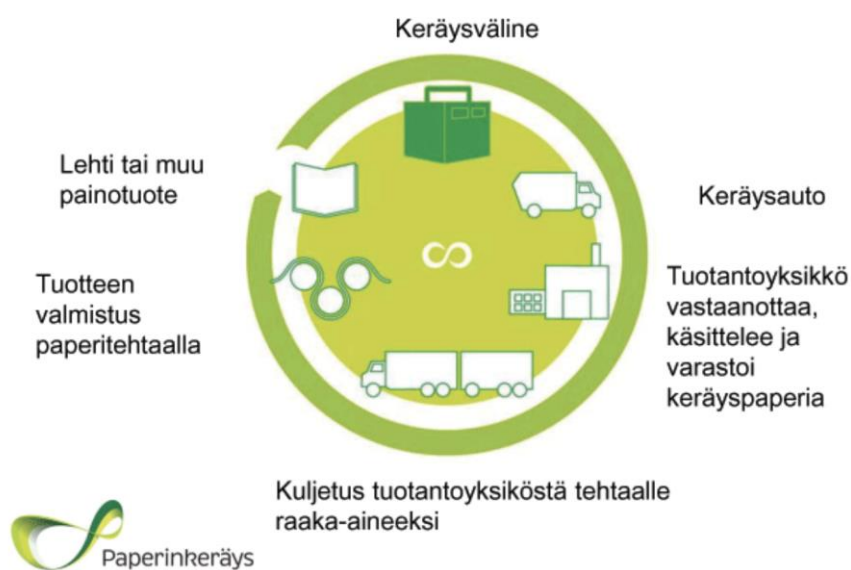 Keräysväline
Lehti tai muu
painotuote
Keräysauto
Tuotteen
valmistus
paperitehtaalla
Tuotantoyksikkö
vastaanottaa,
käsittelee ja
varastoi
keräyspaperia
Kuljetus tuotantoyksiköstä tehtaalle
raaka-aineeksi
Paperinkeräys